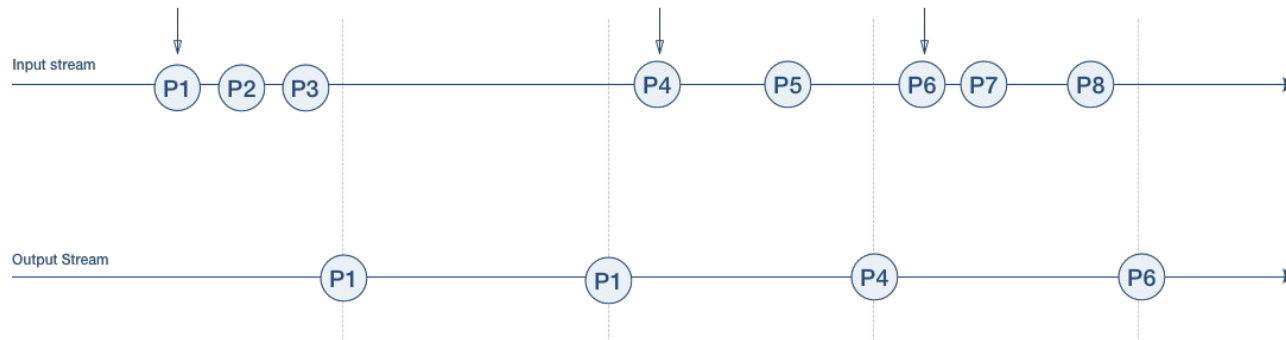 Input stream
P1 P2 P3 P4 P5 P6 P7 P8
Output Stream
P1 P1 P4 P6